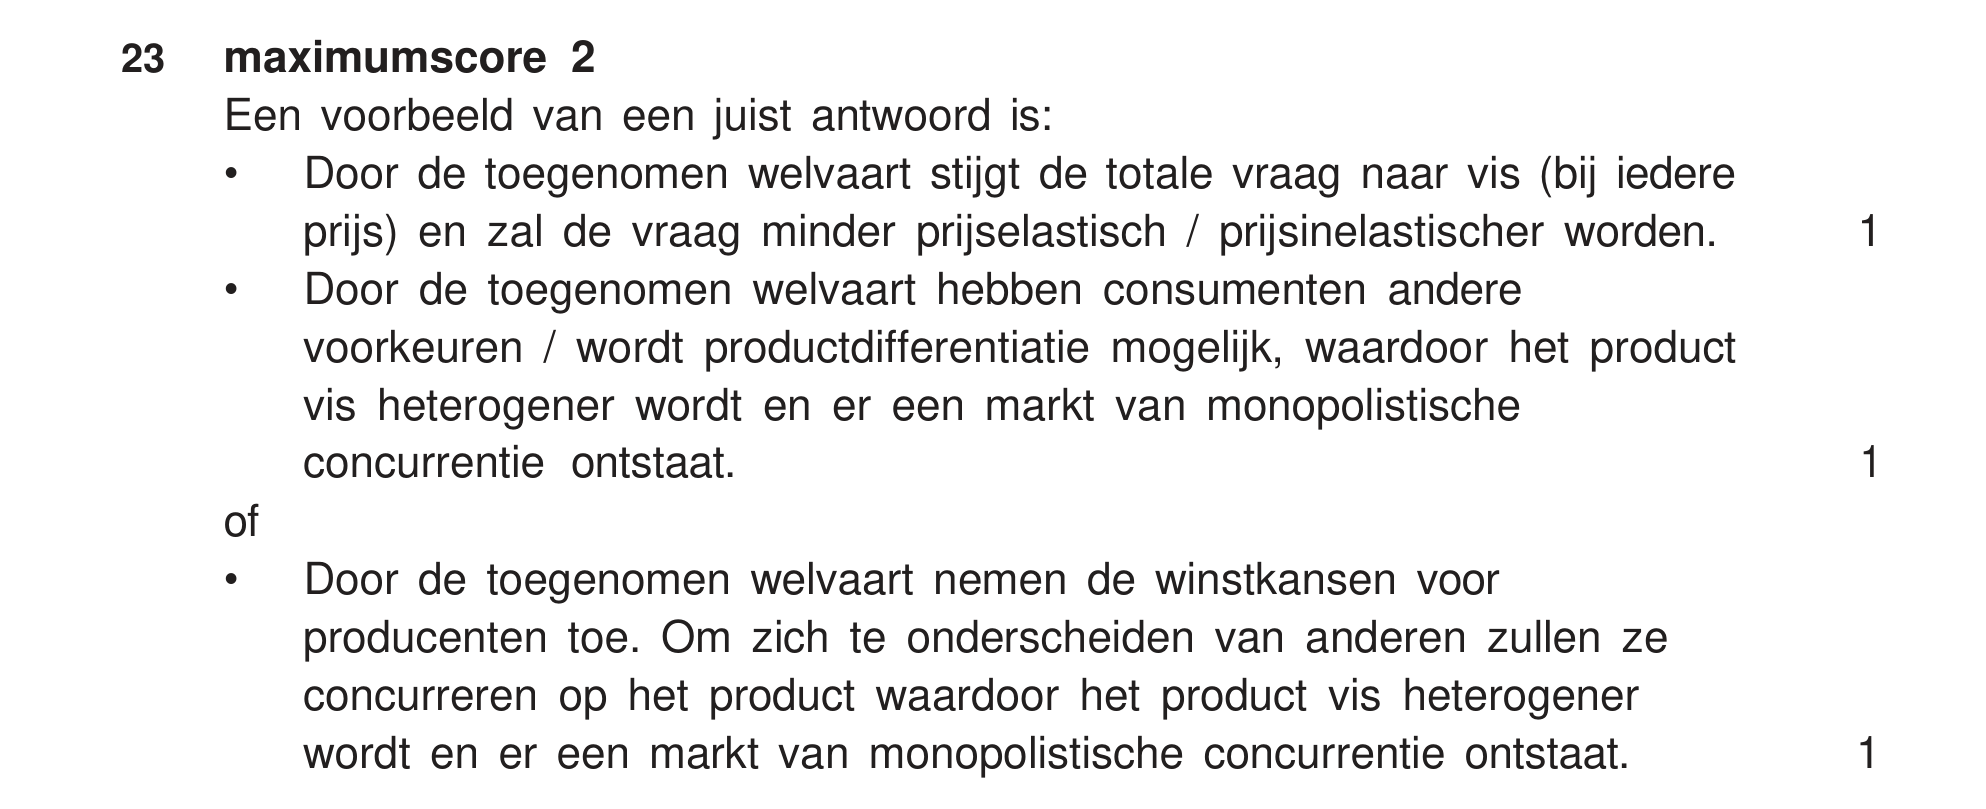 23 maximumscore 2
Een voorbeeld van een juist antwoord is:
• Door de toegenomen welvaart stijgt de totale vraag naar vis (bij iedere
prijs) en zal de vraag minder prijselastisch / prijsinelastischer worden. 1
• Door de toegenomen welvaart hebben consumenten andere
voorkeuren / wordt productdifferentiatie mogelijk, waardoor het product
vis heterogener wordt en er een markt van monopolistische
concurrentie ontstaat. 1
of
• Door de toegenomen welvaart nemen de winstkansen voor
producenten toe. Om zich te onderscheiden van anderen zullen ze
concurreren op het product waardoor het product vis heterogener
wordt en er een markt van monopolistische concurrentie ontstaat. 1